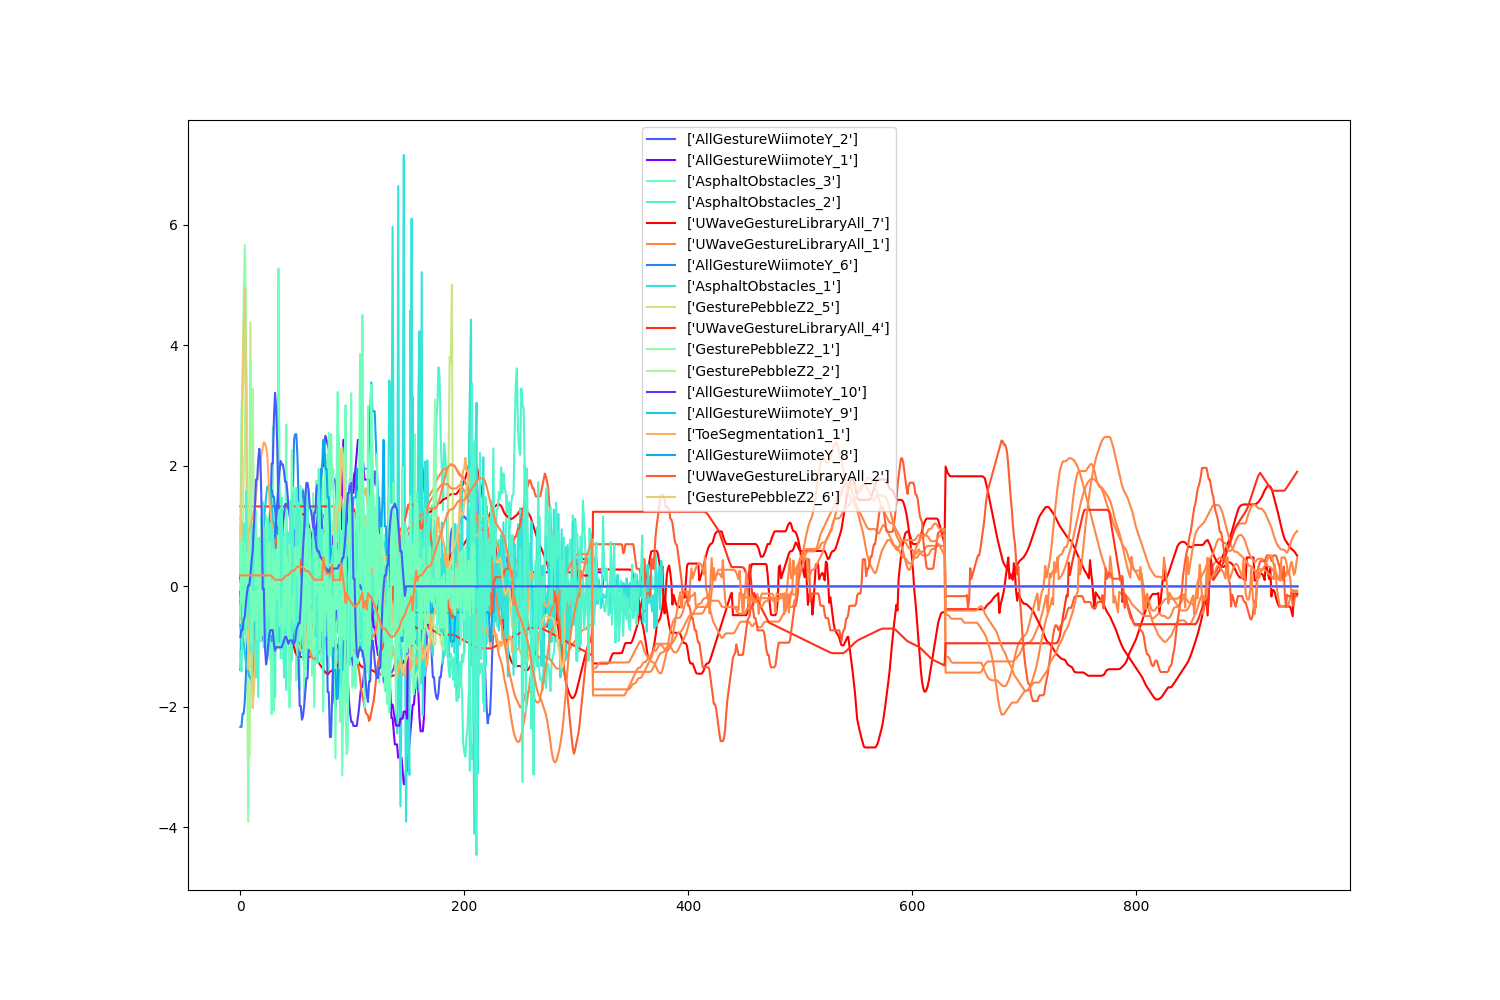 ['AllGestureWiimoteY_2']
['AllGestureWiimoteY_1']
['AsphaltObstacles_3']
['AsphaltObstacles_2']
['UWaveGestureLibraryAll_7']
['UWaveGestureLibraryAll_1']
['AllGestureWiimoteY_6']
['AsphaltObstacles_1']
['GesturePebbleZ2_5']
['UWaveGestureLibraryAll_4']
['GesturePebbleZ2_1']
['GesturePebbleZ2_2']
['AllGestureWiimoteY_10']
['AllGestureWiimoteY_9']
['ToeSegmentation1_1']
['AllGestureWiimoteY_8']
['UWaveGestureLibraryAll_2']
['GesturePebbleZ2_6']
6
4
2
0
−2
−4
0 200 400 600 800